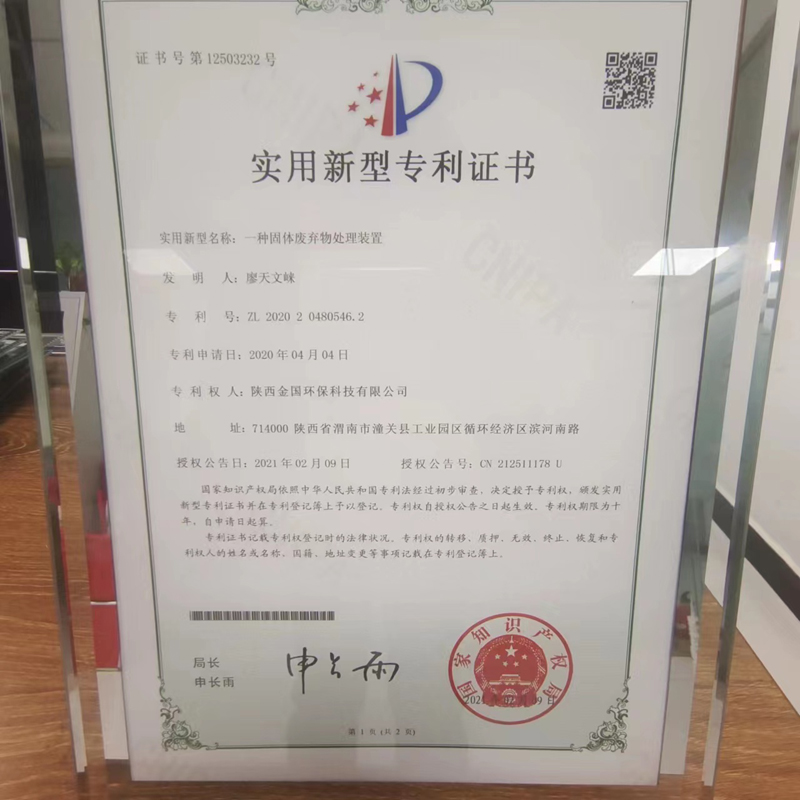 证书号第12503232号
实用新型专利证书
实用新型名称：一种固体废弃物处理装置
发 明 人：廖天文崃
专 利 号：ZL 2020 2 0480546.2
专利申请日：2020年04月04日
专 利 权 人：陕西金国环保科技有限公司
地 址：714000 陕西省渭南市潼关县工业园区循环经济区滨河南路
授权公告日：2021年02月09日 授权公告号：CN 212511178 U
国家知识产权局依照中华人民共和国专利法经过初步审查，决定授予专利权，颁发实用
新型专利证书并在专利登记簿上予以登记。专利权自授权公告之日起生效。专利权期限为十
年，自申请日起算。
专利证书记载专利权登记时的法律状况。专利权的转移、质押、无效、终止、恢复和专
利权人的姓名或名称、国籍、地址变更等事项记载在专利登记簿上。
局长
申长雨
申长雨
国家知识产权局
2021年02月09日
第 1 页 (共 2 页)
CNIPA